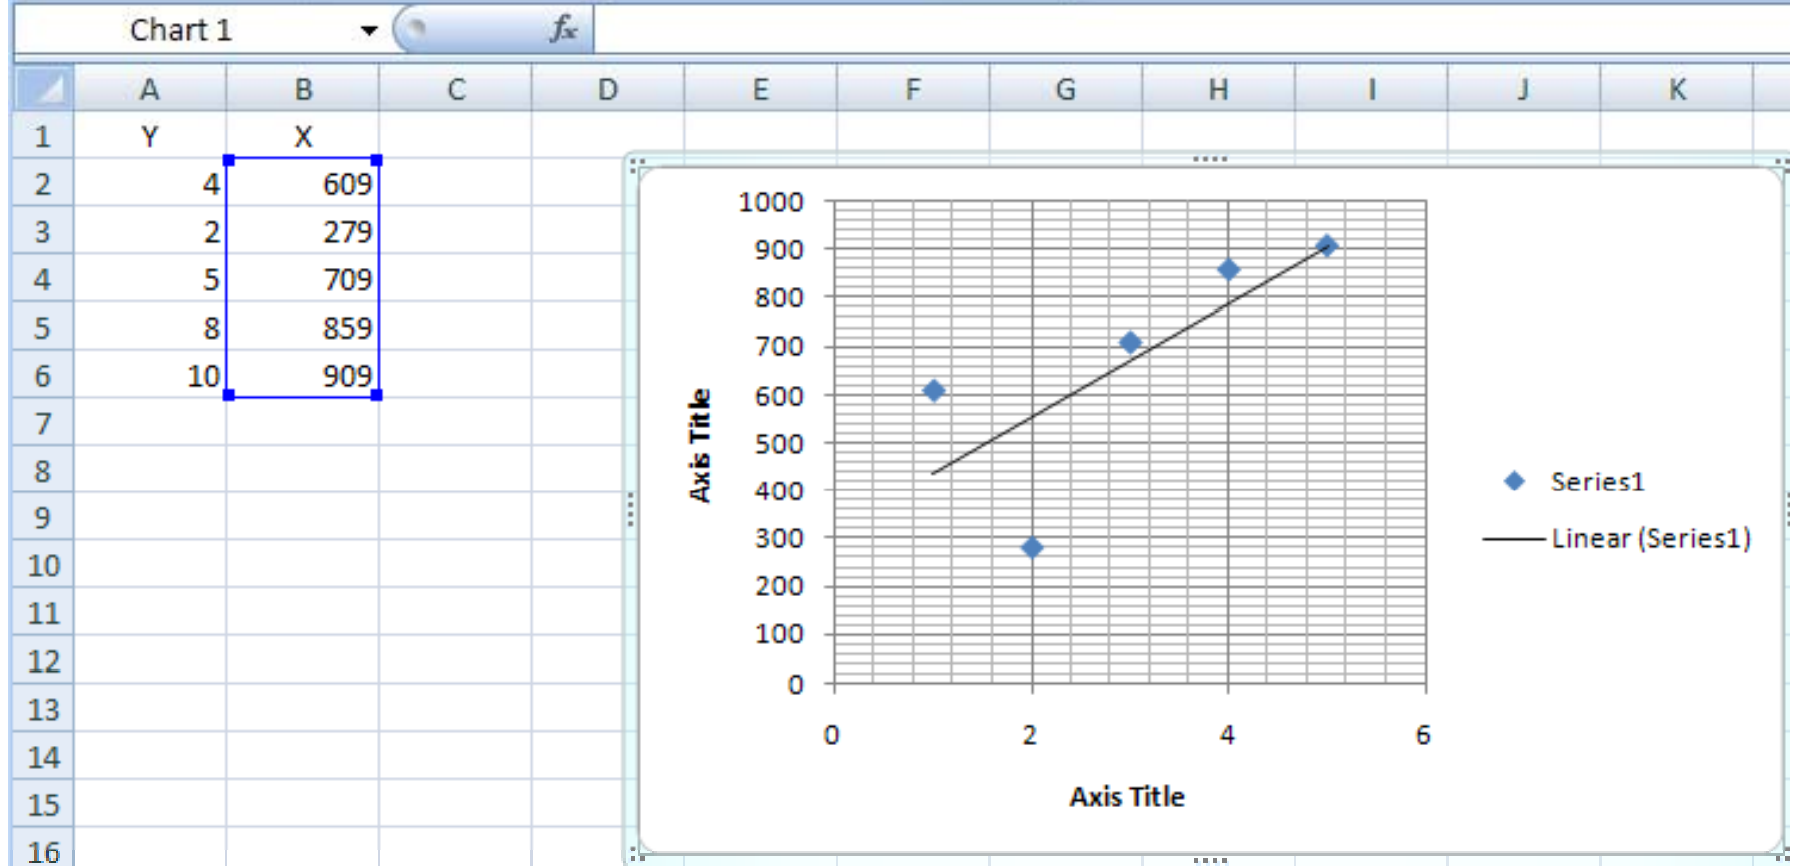 Chart 1 fx
A B C D E F G H I J K
1 Y X
2 4 609
3 2 279
4 5 709
5 8 859
6 10 909
7
8
9
10
11
12
13
14
15
16
1000
900
800
700
600
500
400
300
200
100
0
Axis Title
0 2 4 6
Axis Title
Series1
Linear (Series1)